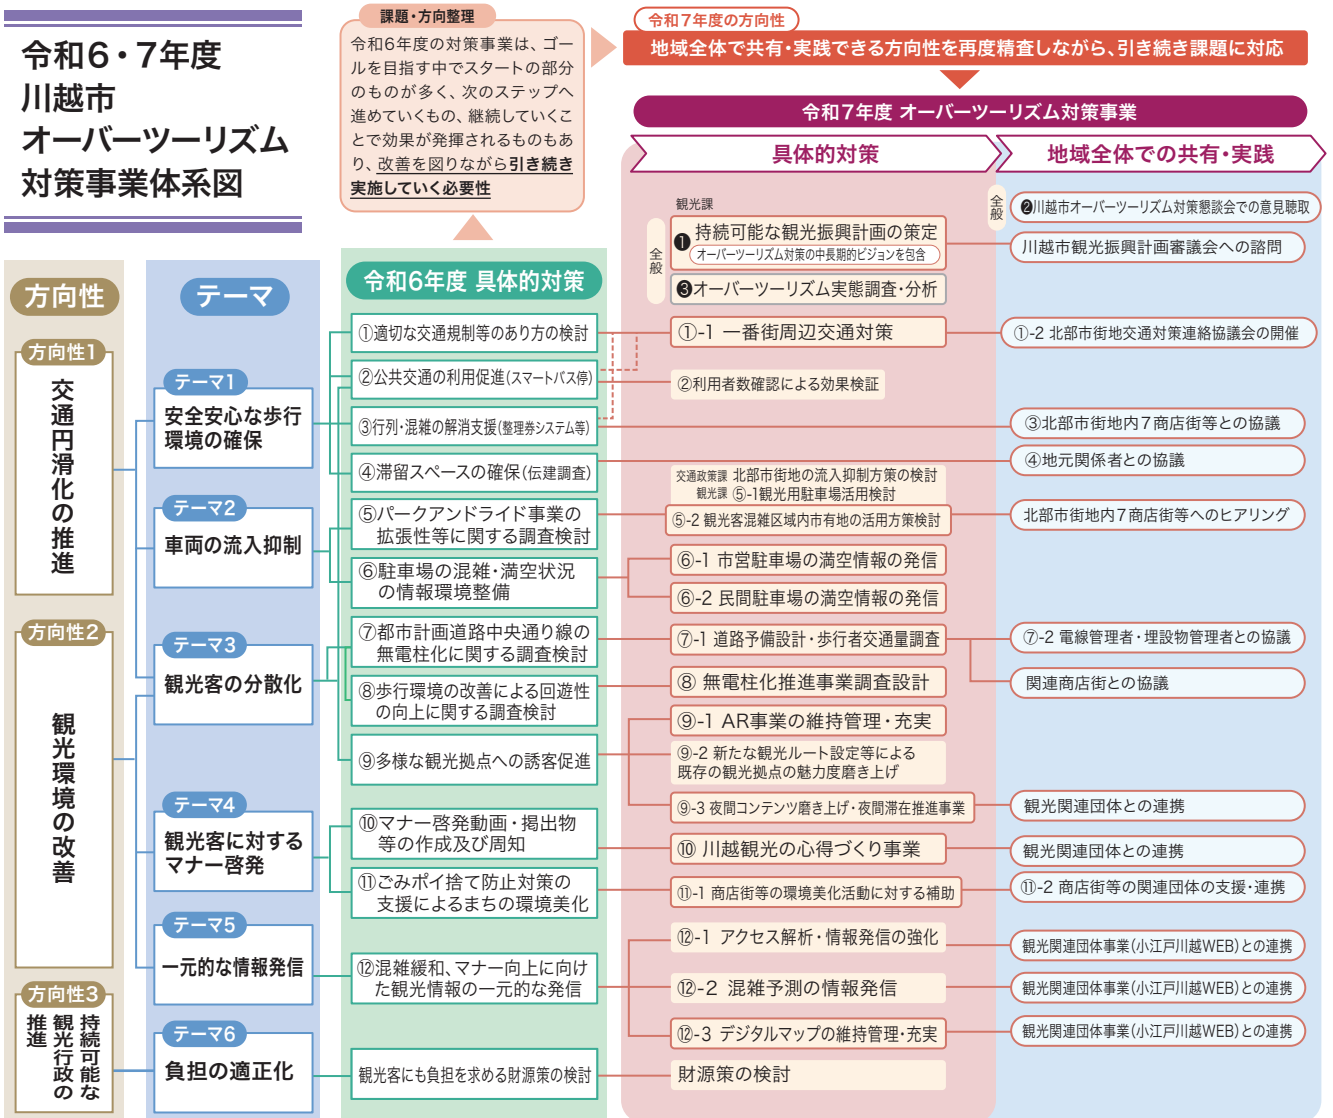 令和6・7年度
川越市
オーバーツーリズム
対策事業体系図
課題・方向整理
令和6年度の対策事業は、ゴー
ルを目指す中でスタートの部分
のものが多く、次のステップへ
進めていくもの、継続していくこ
とで効果が発揮されるものもあ
り、改善を図りながら引き続き
実施していく必要性
令和7年度の方向性
地域全体で共有・実践できる方向性を再度精査しながら、引き続き課題に対応
令和7年度 オーバーツーリズム対策事業
具体的対策
地域全体での共有・実践
方向性
方向性1
交通円滑化の推進
方向性2
観光環境の改善
方向性3
持続可能な
観光行政の
推進
テーマ
テーマ1
安全安心な歩行
環境の確保
テーマ2
車両の流入抑制
テーマ3
観光客の分散化
テーマ4
観光客に対する
マナー啓発
テーマ5
一元的な情報発信
テーマ6
負担の適正化
令和6年度 具体的対策
①適切な交通規制等のあり方の検討
②公共交通の利用促進(スマートバス停)
③行列・混雑の解消支援(整理券システム等)
④滞留スペースの確保(伝建調査)
⑤パークアンドライド事業の
拡張性等に関する調査検討
⑥駐車場の混雑・満空状況
の情報環境整備
⑦都市計画道路中央通り線の
無電柱化に関する調査検討
⑧歩行環境の改善による回遊性
の向上に関する調査検討
⑨多様な観光拠点への誘客促進
⑩マナー啓発動画・掲出物
等の作成及び周知
⑪ごみポイ捨て防止対策の
支援によるまちの環境美化
⑫混雑緩和、マナー向上に向け
た観光情報の一元的な発信
観光客にも負担を求める財源策の検討
観光課
全般
❶持続可能な観光振興計画の策定
オーバーツーリズム対策の中長期的ビジョンを包含
❸オーバーツーリズム実態調査・分析
①-1 一番街周辺交通対策
②利用者数確認による効果検証
交通政策課 北部市街地の流入抑制方策の検討
観光課 ⑤-1観光用駐車場活用検討
⑤-2 観光客混雑区域内市有地の活用方策検討
⑥-1 市営駐車場の満空情報の発信
⑥-2 民間駐車場の満空情報の発信
⑦-1 道路予備設計・歩行者交通量調査
⑧ 無電柱化推進事業調査設計
⑨-1 AR事業の維持管理・充実
⑨-2 新たな観光ルート設定等による
既存の観光拠点の魅力度磨き上げ
⑨-3 夜間コンテンツ磨き上げ・夜間滞在推進事業
⑩ 川越観光の心得づくり事業
⑪-1 商店街等の環境美化活動に対する補助
⑫-1 アクセス解析・情報発信の強化
⑫-2 混雑予測の情報発信
⑫-3 デジタルマップの維持管理・充実
財源策の検討
全般
❷川越市オーバーツーリズム対策懇談会での意見聴取
川越市観光振興計画審議会への諮問
①-2 北部市街地交通対策連絡協議会の開催
③北部市街地内7商店街等との協議
④地元関係者との協議
北部市街地内7商店街等へのヒアリング
⑦-2 電線管理者・埋設物管理者との協議
関連商店街との協議
観光関連団体との連携
観光関連団体との連携
⑪-2 商店街等の関連団体の支援・連携
観光関連団体事業(小江戸川越WEB)との連携
観光関連団体事業(小江戸川越WEB)との連携
観光関連団体事業(小江戸川越WEB)との連携